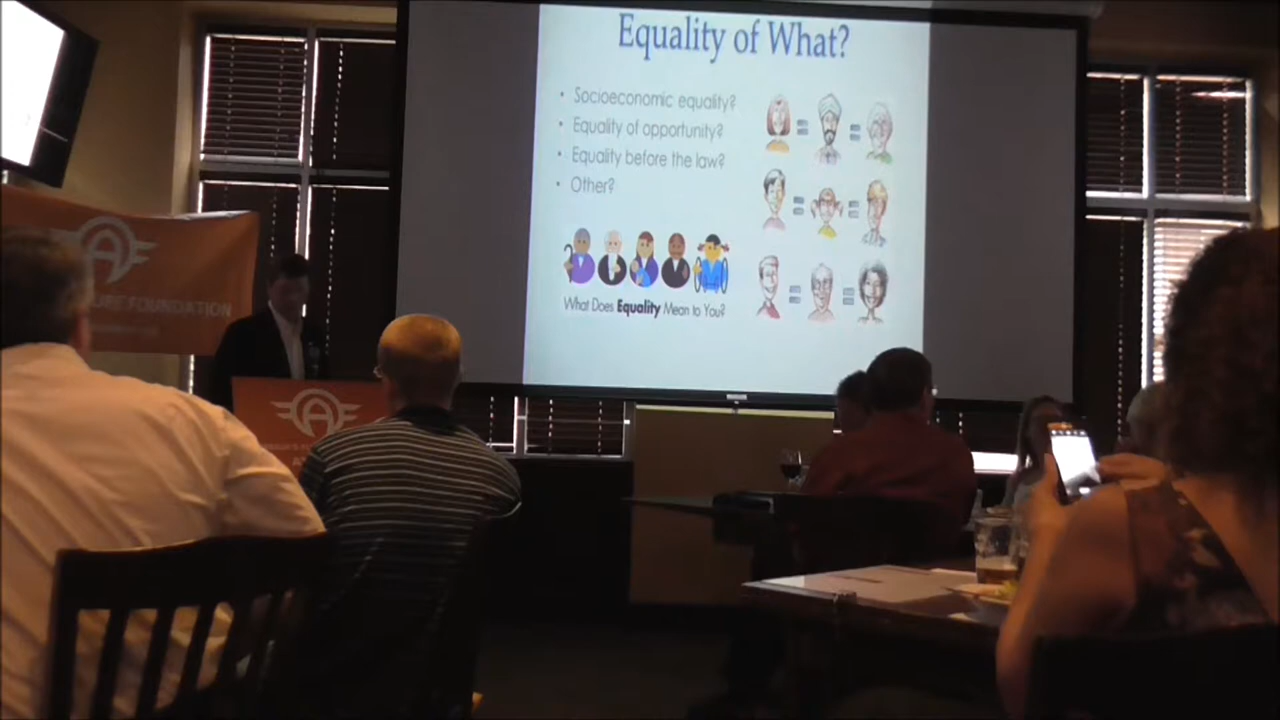 Equality of What?
• Socioeconomic equality?
• Equality of opportunity?
• Equality before the law?
• Other?
What Does Equality Mean to You?
FOUNDATION